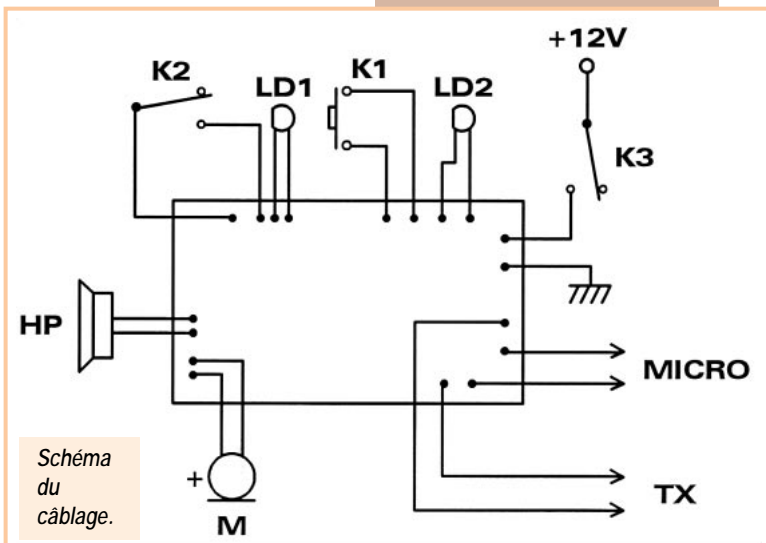 +12V
K2
LD1
K1
LD2
K3
HP
MICRO
Schéma
du
câblage.
+
M
TX